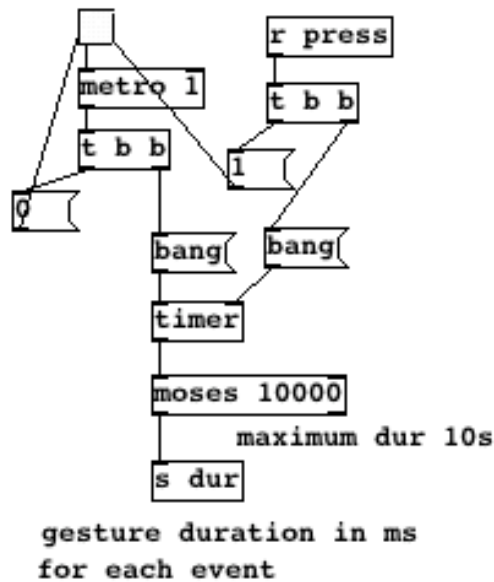 r press
metro 1
t b b
t b b
1
0
bang
bang
timer
moses 10000
maximum dur 10s
s dur
gesture duration in ms
for each event